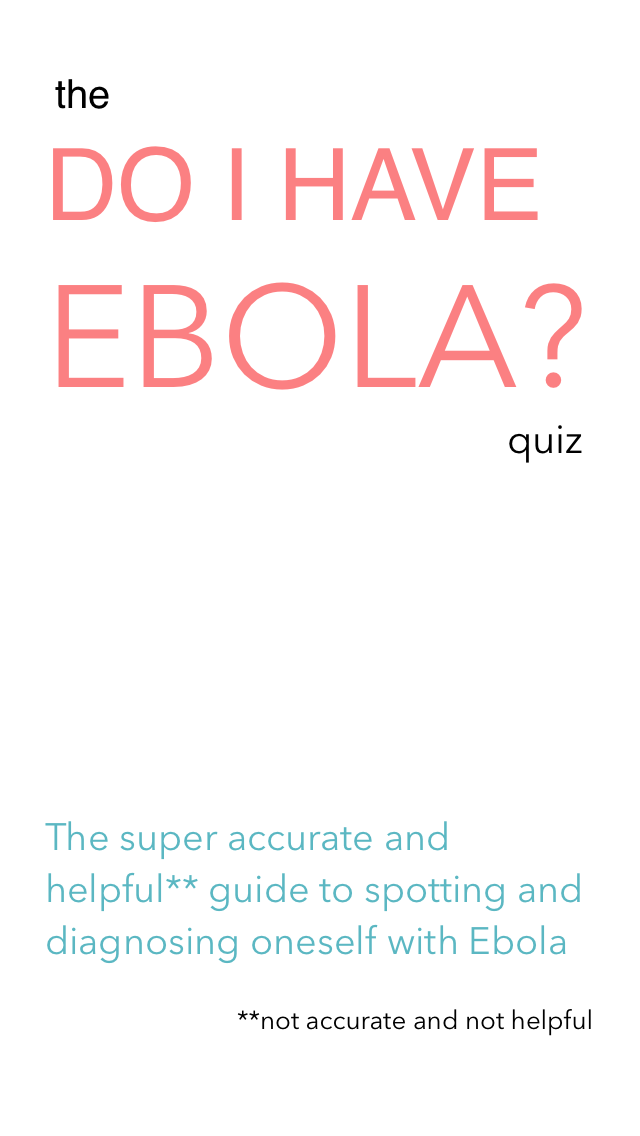 the
DO I HAVE
EBOLA?
quiz
The super accurate and
helpful** guide to spotting and
diagnosing oneself with Ebola
**not accurate and not helpful